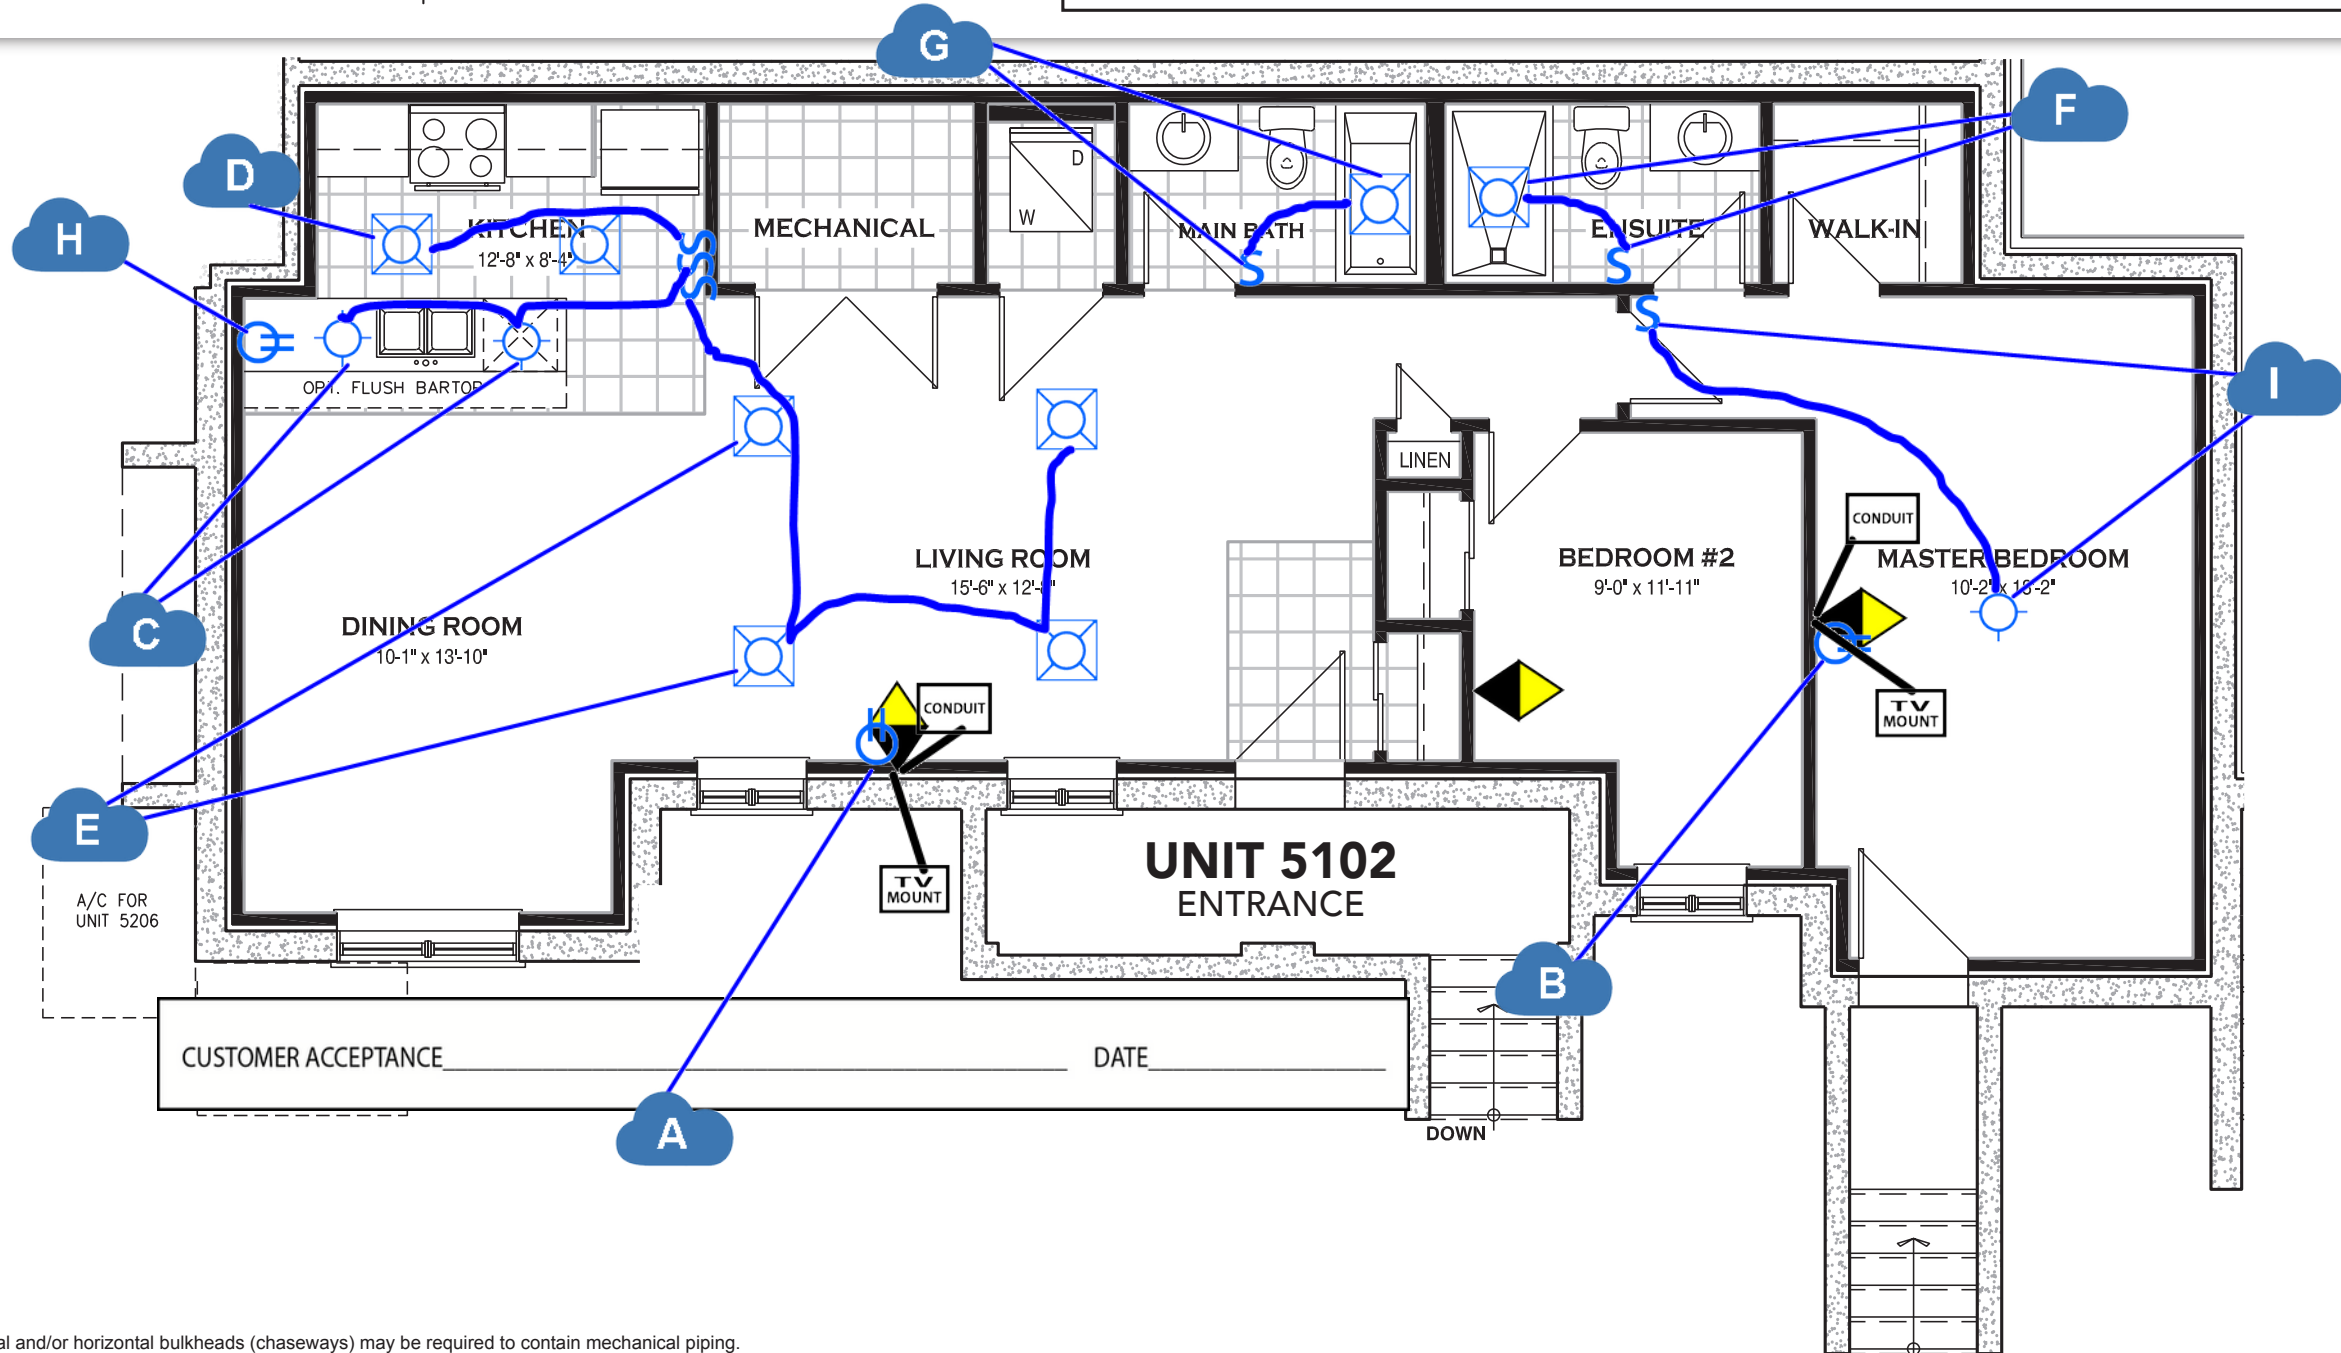 G
F
D
H
KITCHEN
12'-8" x 8'-4"
MECHANICAL
D
W
MAIN BATH
S
ENSUITE
S
WALK-IN
S
S
S
S
OPT. FLUSH BARTOP
I
LINEN
CONDUIT
LIVING ROOM
15'-6" x 12'-8"
BEDROOM #2
9'-0" x 11'-11"
MASTER BEDROOM
DINING ROOM
10-1" x 13'-10"
C
CONDUIT
TV
MOUNT
E
UNIT 5102
ENTRANCE
TV
MOUNT
A/C FOR
UNIT 5206
B
CUSTOMER ACCEPTANCE DATE
A
DOWN
al and/or horizontal bulkheads (chaseways) may be required to contain mechanical piping.